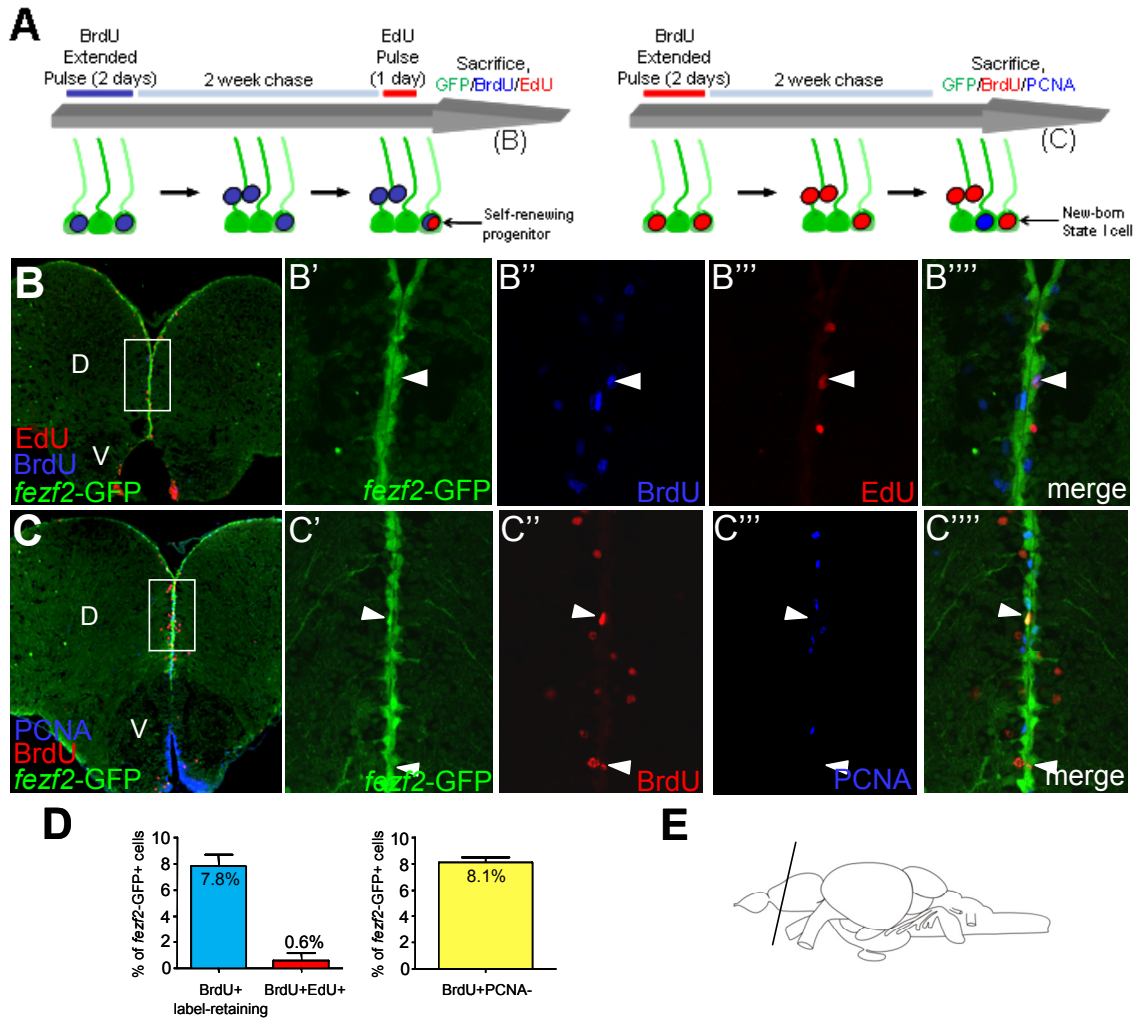 A
BrdU
Extended
Pulse (2 days)
2 week chase
EdU
Pulse
(1 day)
Sacrifice,
GFP/BrdU/EdU
(B)
Self-renewing
progenitor
BrdU
Extended
Pulse (2 days)
2 week chase
Sacrifice,
GFP/BrdU/PCNA
(C)
New-born
State I cell
B
D
V
EdU
BrdU
fezf2-GFP
B’
fezf2-GFP
B’’
BrdU
B’’’
EdU
B’’’’
merge
C
D
V
PCNA
BrdU
fezf2-GFP
C’
fezf2-GFP
C’’
BrdU
C’’’
PCNA
C’’’’
merge
D
% of fezf2-GFP+ cells
10
8
6
4
2
0
7.8%
0.6%
BrdU+
label-retaining
BrdU+EdU+
% of fezf2-GFP+ cells
10
8
6
4
2
0
8.1%
BrdU+PCNA-
E